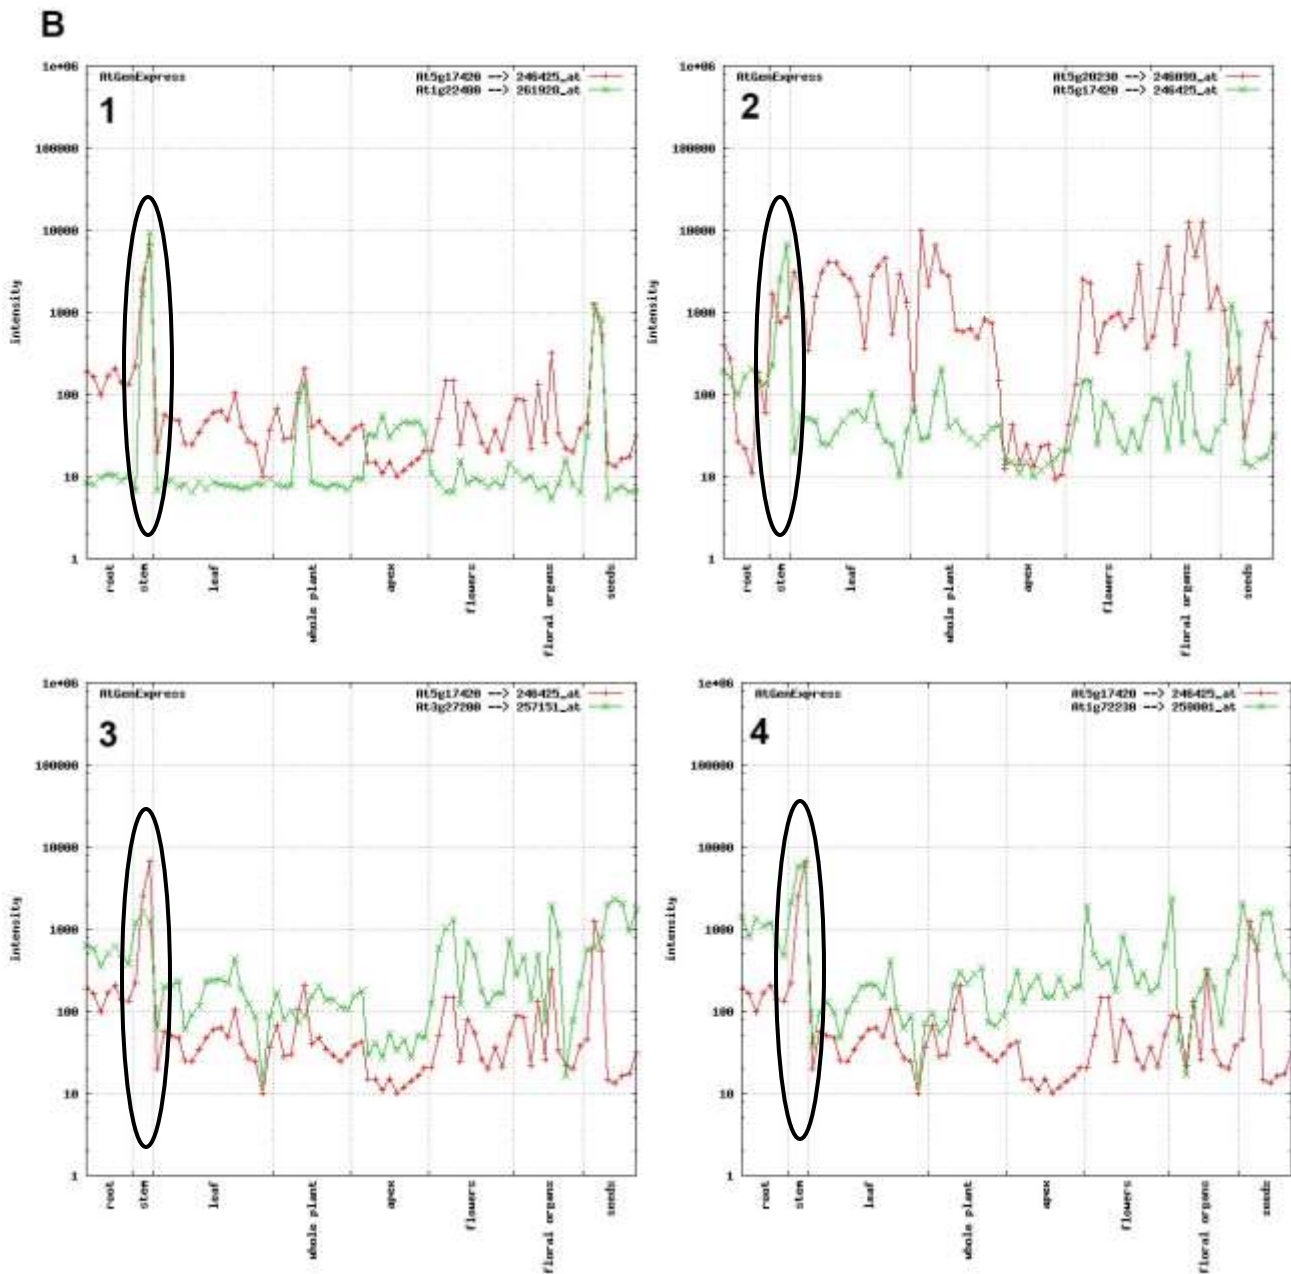 B
AtGenExpress
At5g17420 --> 246425_at
At1g22480 --> 261928_at
1
1e+06
100000
10000
1000
100
10
1
intensity
root
stem
leaf
whole plant
apex
flowers
floral organs
seeds
AtGenExpress
At5g20230 --> 246099_at
At5g17420 --> 246425_at
2
1e+06
100000
10000
1000
100
10
1
intensity
root
stem
leaf
whole plant
apex
flowers
floral organs
seeds
AtGenExpress
At5g17420 --> 246425_at
At3g27200 --> 257151_at
3
1e+06
100000
10000
1000
100
10
1
intensity
root
stem
leaf
whole plant
apex
flowers
floral organs
seeds
AtGenExpress
At5g17420 --> 246425_at
At1g72230 --> 259801_at
4
1e+06
100000
10000
1000
100
10
1
intensity
root
stem
leaf
whole plant
apex
flowers
floral organs
seeds